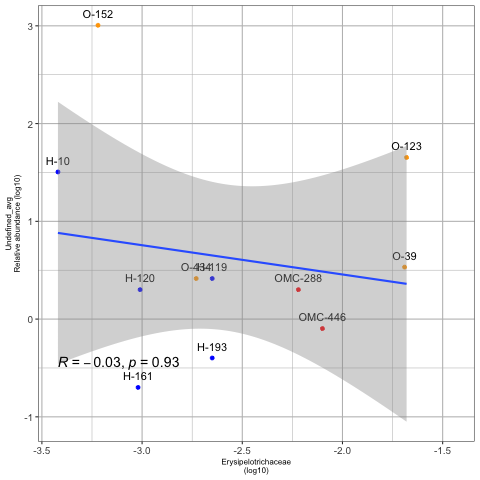 O-152
3
2
O-123
H-10
Undefined_avg
Relative abundance (log10)
1
O-39
H-119
H-120
OMC-288
0
OMC-446
H-193
R = −0.03, p = 0.93
H-161
-1
-3.5
-3.0
-2.5
-2.0
-1.5
Erysipelotrichaceae
(log10)